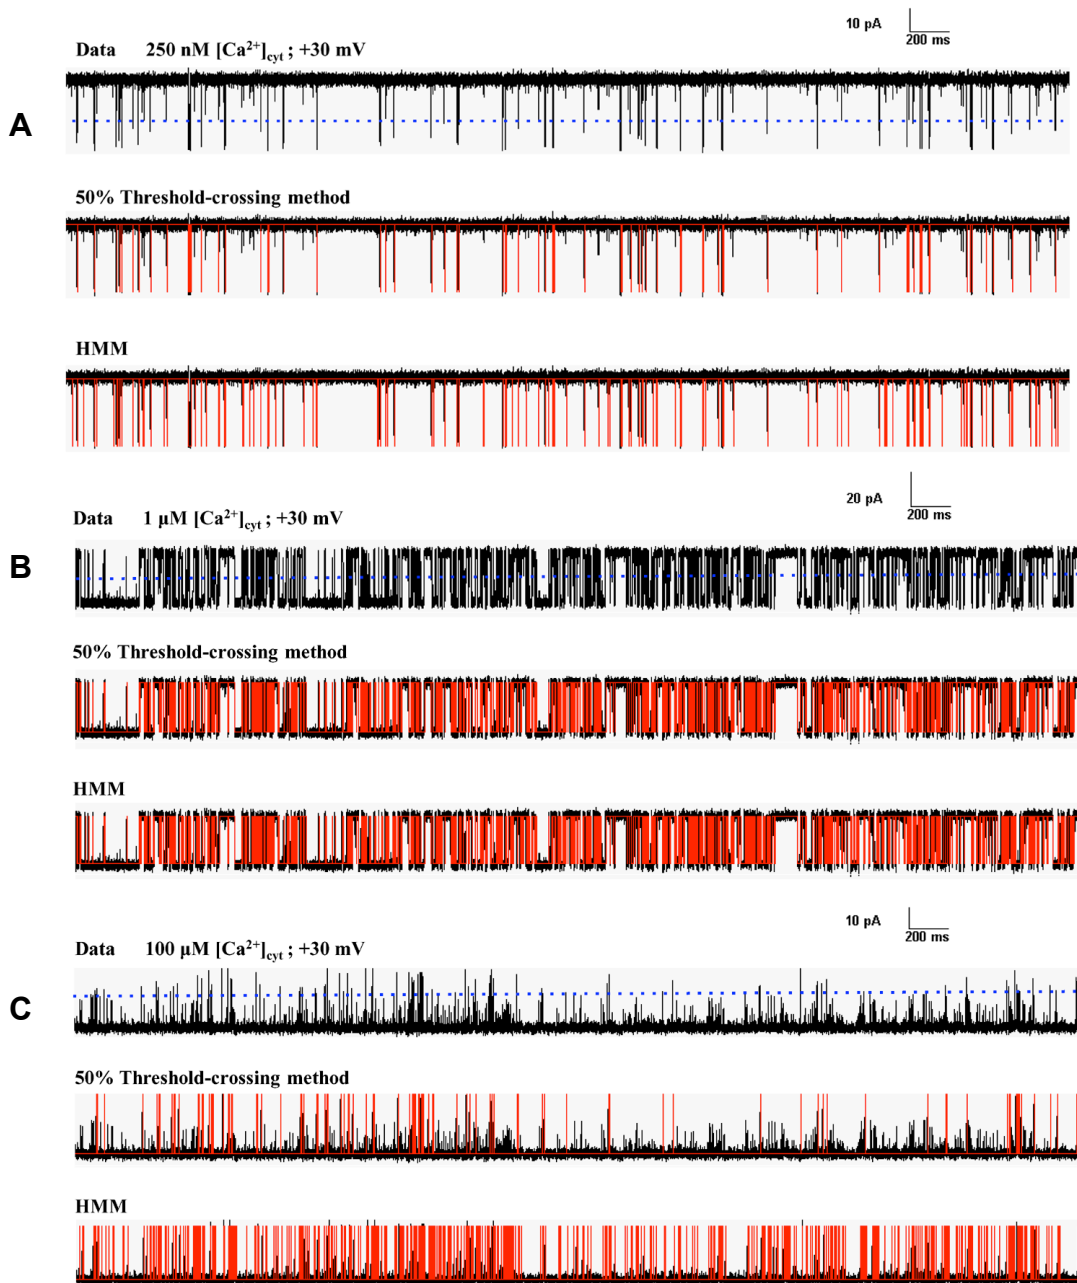 10 pA
200 ms
Data 250 nM [Ca²⁺]cyt ; +30 mV
A
50% Threshold-crossing method
HMM
20 pA
200 ms
Data 1 µM [Ca²⁺]cyt ; +30 mV
B
50% Threshold-crossing method
HMM
10 pA
200 ms
Data 100 µM [Ca²⁺]cyt ; +30 mV
C
50% Threshold-crossing method
HMM